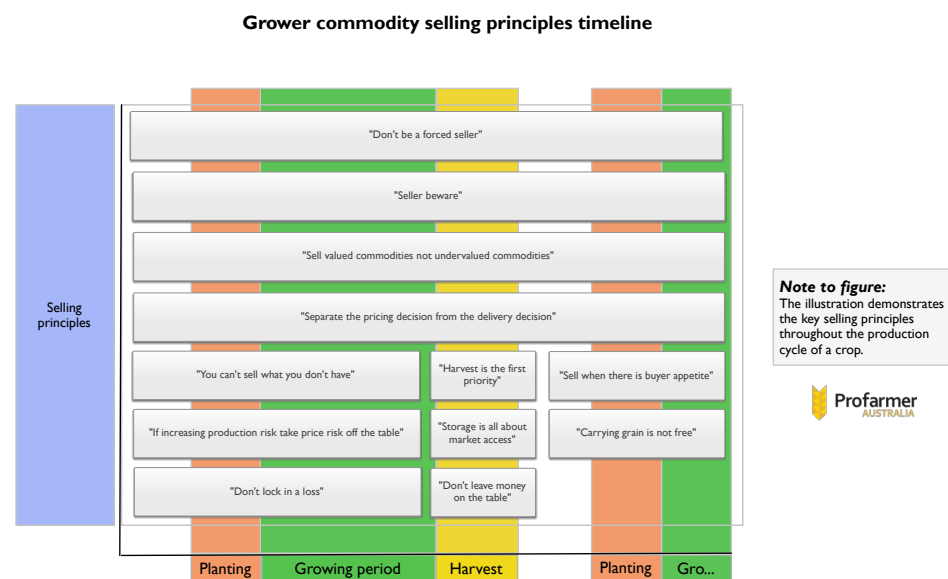 Grower commodity selling principles timeline
"Don't be a forced seller"
"Seller beware"
"Sell valued commodities not undervalued commodities"
Selling
principles
"Separate the pricing decision from the delivery decision"
"You can't sell what you don't have"
"Harvest is the first
priority"
"Sell when there is buyer appetite"
"If increasing production risk take price risk off the table"
"Storage is all about
market access"
"Carrying grain is not free"
"Don't lock in a loss"
"Don't leave money
on the table"
Planting
Growing period
Harvest
Planting
Gro...
Note to figure:
The illustration demonstrates
the key selling principles
throughout the production
cycle of a crop.
Profarmer
AUSTRALIA